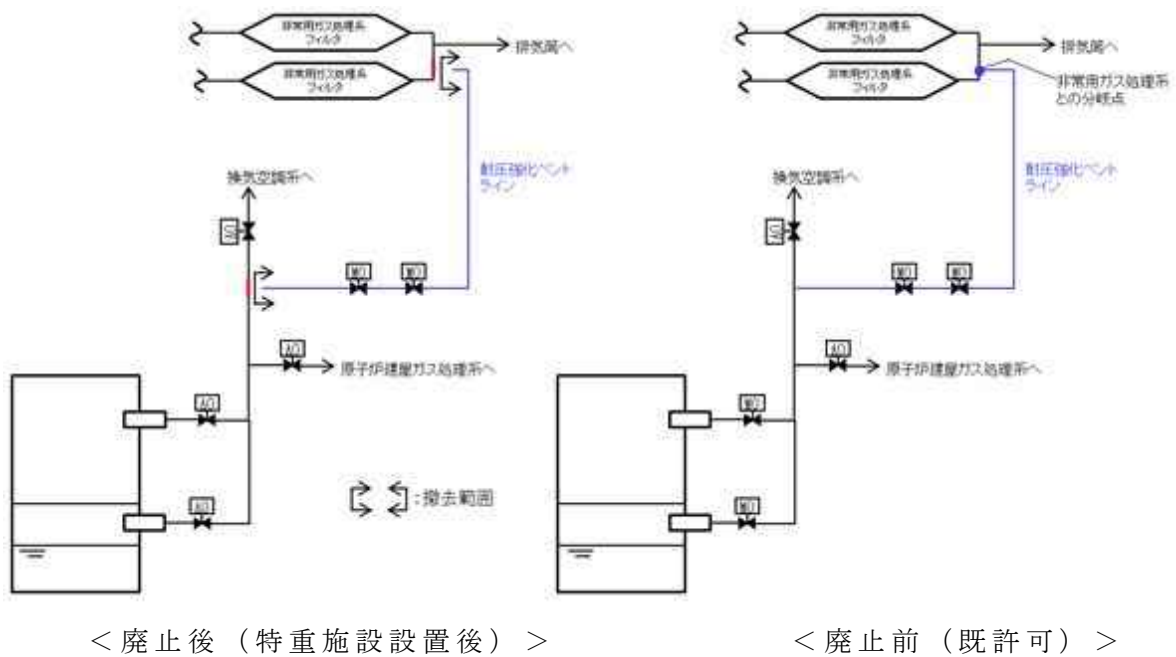 非常用ガス処理系
フィルタ
排気筒へ
非常用ガス処理系
フィルタ
換気空調系へ
耐圧強化ベント
ライン
AO
MO
MO
AO
原子炉建屋ガス処理系へ
AO
AO
:撤去範囲
<廃止後(特重施設設置後)>
非常用ガス処理系
フィルタ
排気筒へ
非常用ガス処理系
フィルタ
非常用ガス処理系
との分岐点
換気空調系へ
耐圧強化ベント
ライン
AO
MO
MO
AO
原子炉建屋ガス処理系へ
MO
MO
<廃止前(既許可)>